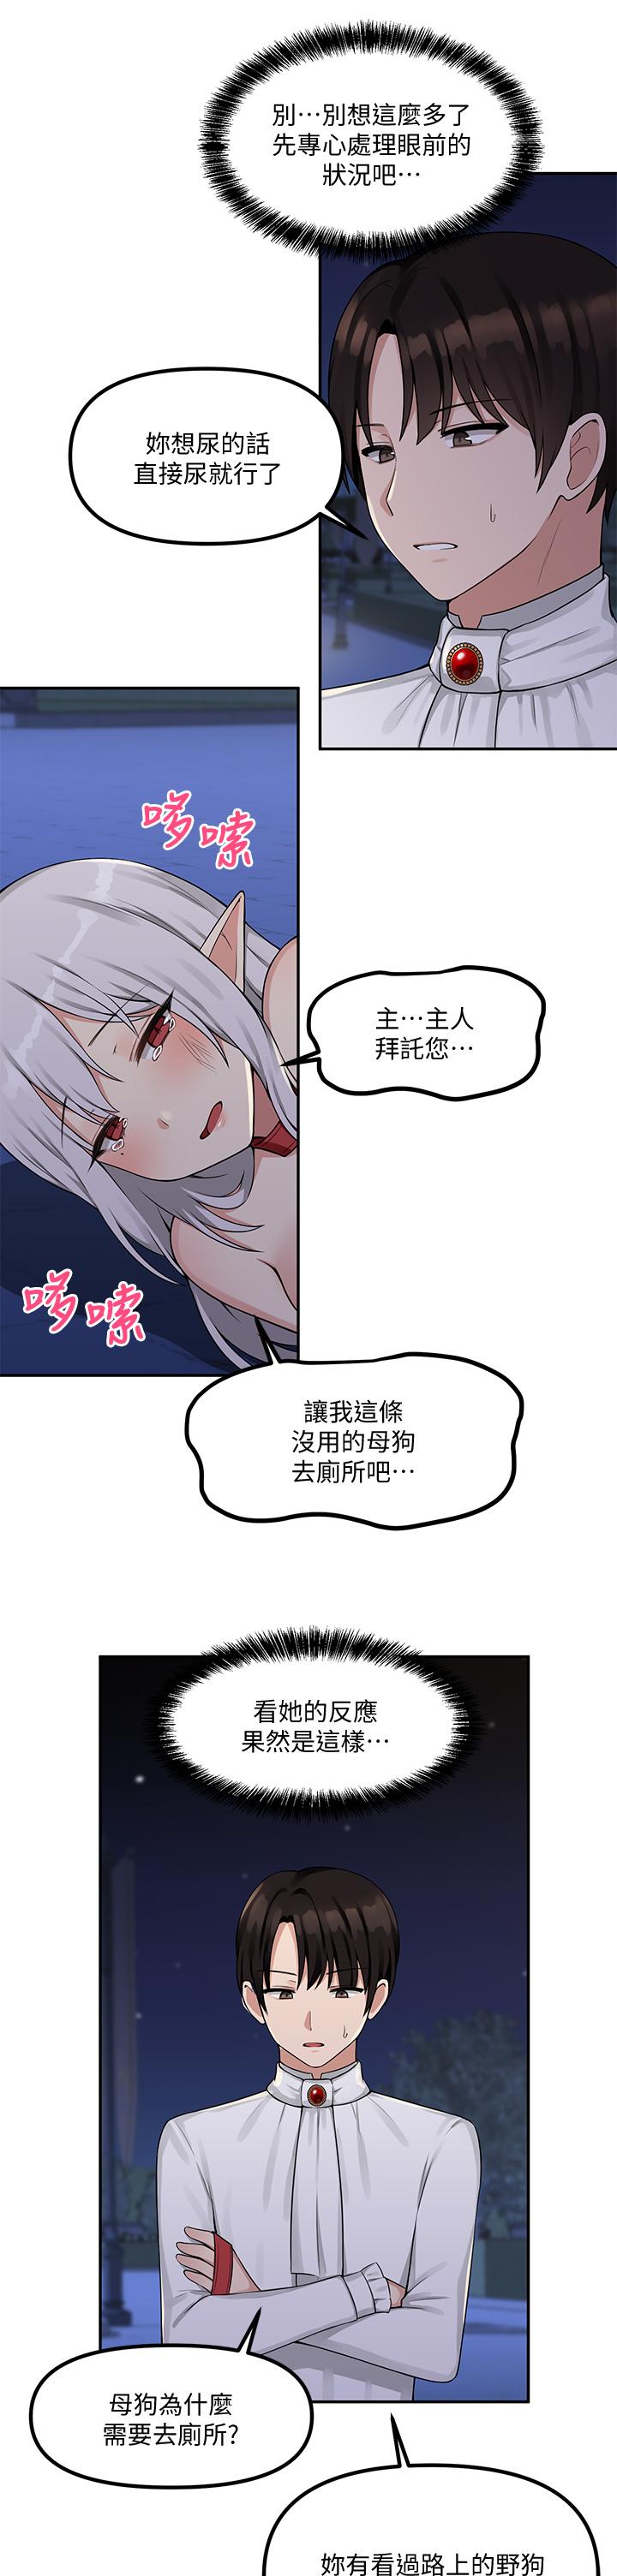 別…別想這麼多了
先專心處理眼前的
狀況吧…
妳想尿的話
直接尿就行了
哆嗦
主…主人
拜託您…
哆嗦
讓我這條
沒用的母狗
去廁所吧…
看她的反應
果然是這樣…
母狗為什麼
需要去廁所?
妳有看過路上的野狗